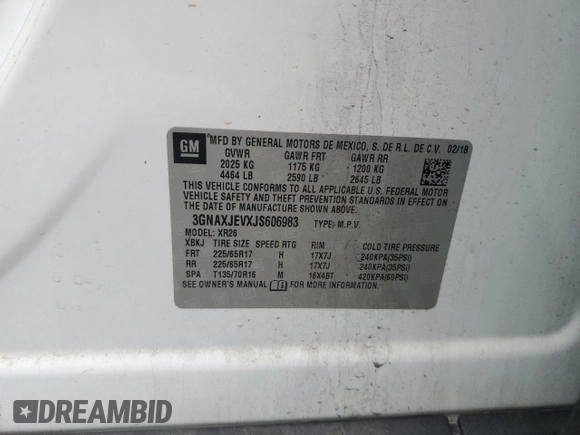 GM
MFD BY GENERAL MOTORS DE MEXICO, S. DE R.L. DE C.V. 02/18
GVWR GAWR FRT GAWR RR
2025 KG 1175 KG 1200 KG
4464 LB 2590 LB 2645 LB
THIS VEHICLE CONFORMS TO ALL APPLICABLE U.S. FEDERAL MOTOR
VEHICLE SAFETY AND THEFT PREVENTION STANDARDS IN EFFECT ON
THE DATE OF MANUFACTURE SHOWN ABOVE.
3GNAXJEVXJS606983 TYPE: M.P.V.
MODEL: XR26
XBKJ TIRE SIZE SPEED RTG RIM COLD TIRE PRESSURE
FRT 225/65R17 H 17X7J 240KPA(35PSI)
RR 225/65R17 H 17X7J 240KPA(35PSI)
SPA T135/70R16 M 16X4BT 420KPA(60PSI)
SEE OWNER'S MANUAL FOR MORE INFORMATION.
DREAMBID